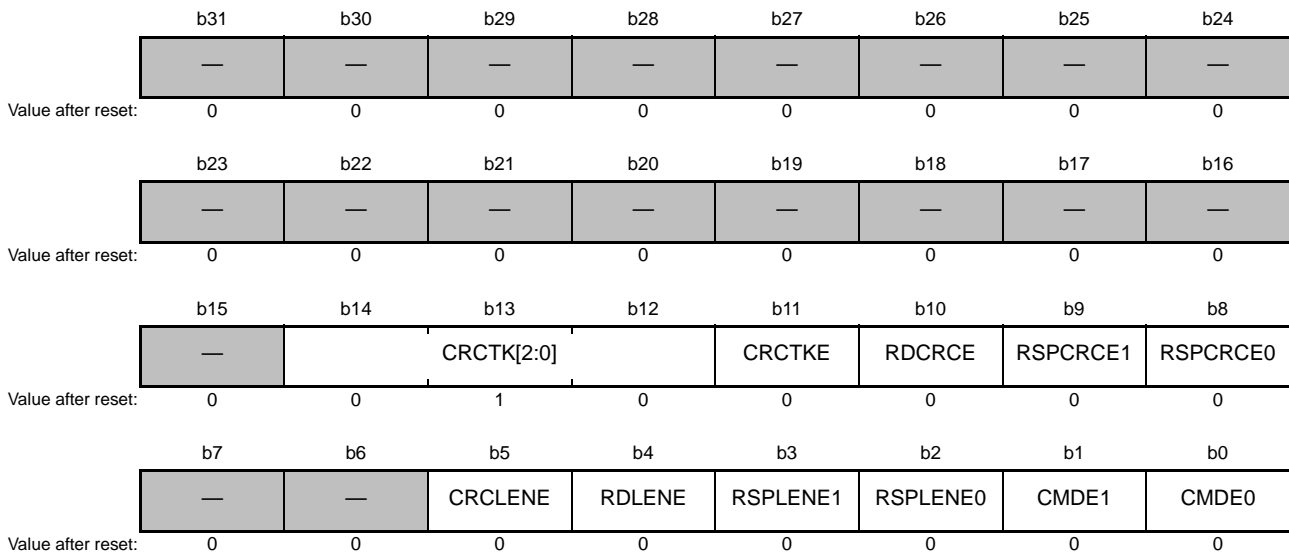 b31 b30 b29 b28 b27 b26 b25 b24
— — — — — — — —
Value after reset: 0 0 0 0 0 0 0 0
b23 b22 b21 b20 b19 b18 b17 b16
— — — — — — — —
Value after reset: 0 0 0 0 0 0 0 0
b15 b14 b13 b12 b11 b10 b9 b8
— CRCTK[2:0] CRCTKE RDCRCE RSPCRCE1 RSPCRCE0
Value after reset: 0 0 1 0 0 0 0 0
b7 b6 b5 b4 b3 b2 b1 b0
— — CRCLENE RDLENE RSPLENE1 RSPLENE0 CMDE1 CMDE0
Value after reset: 0 0 0 0 0 0 0 0